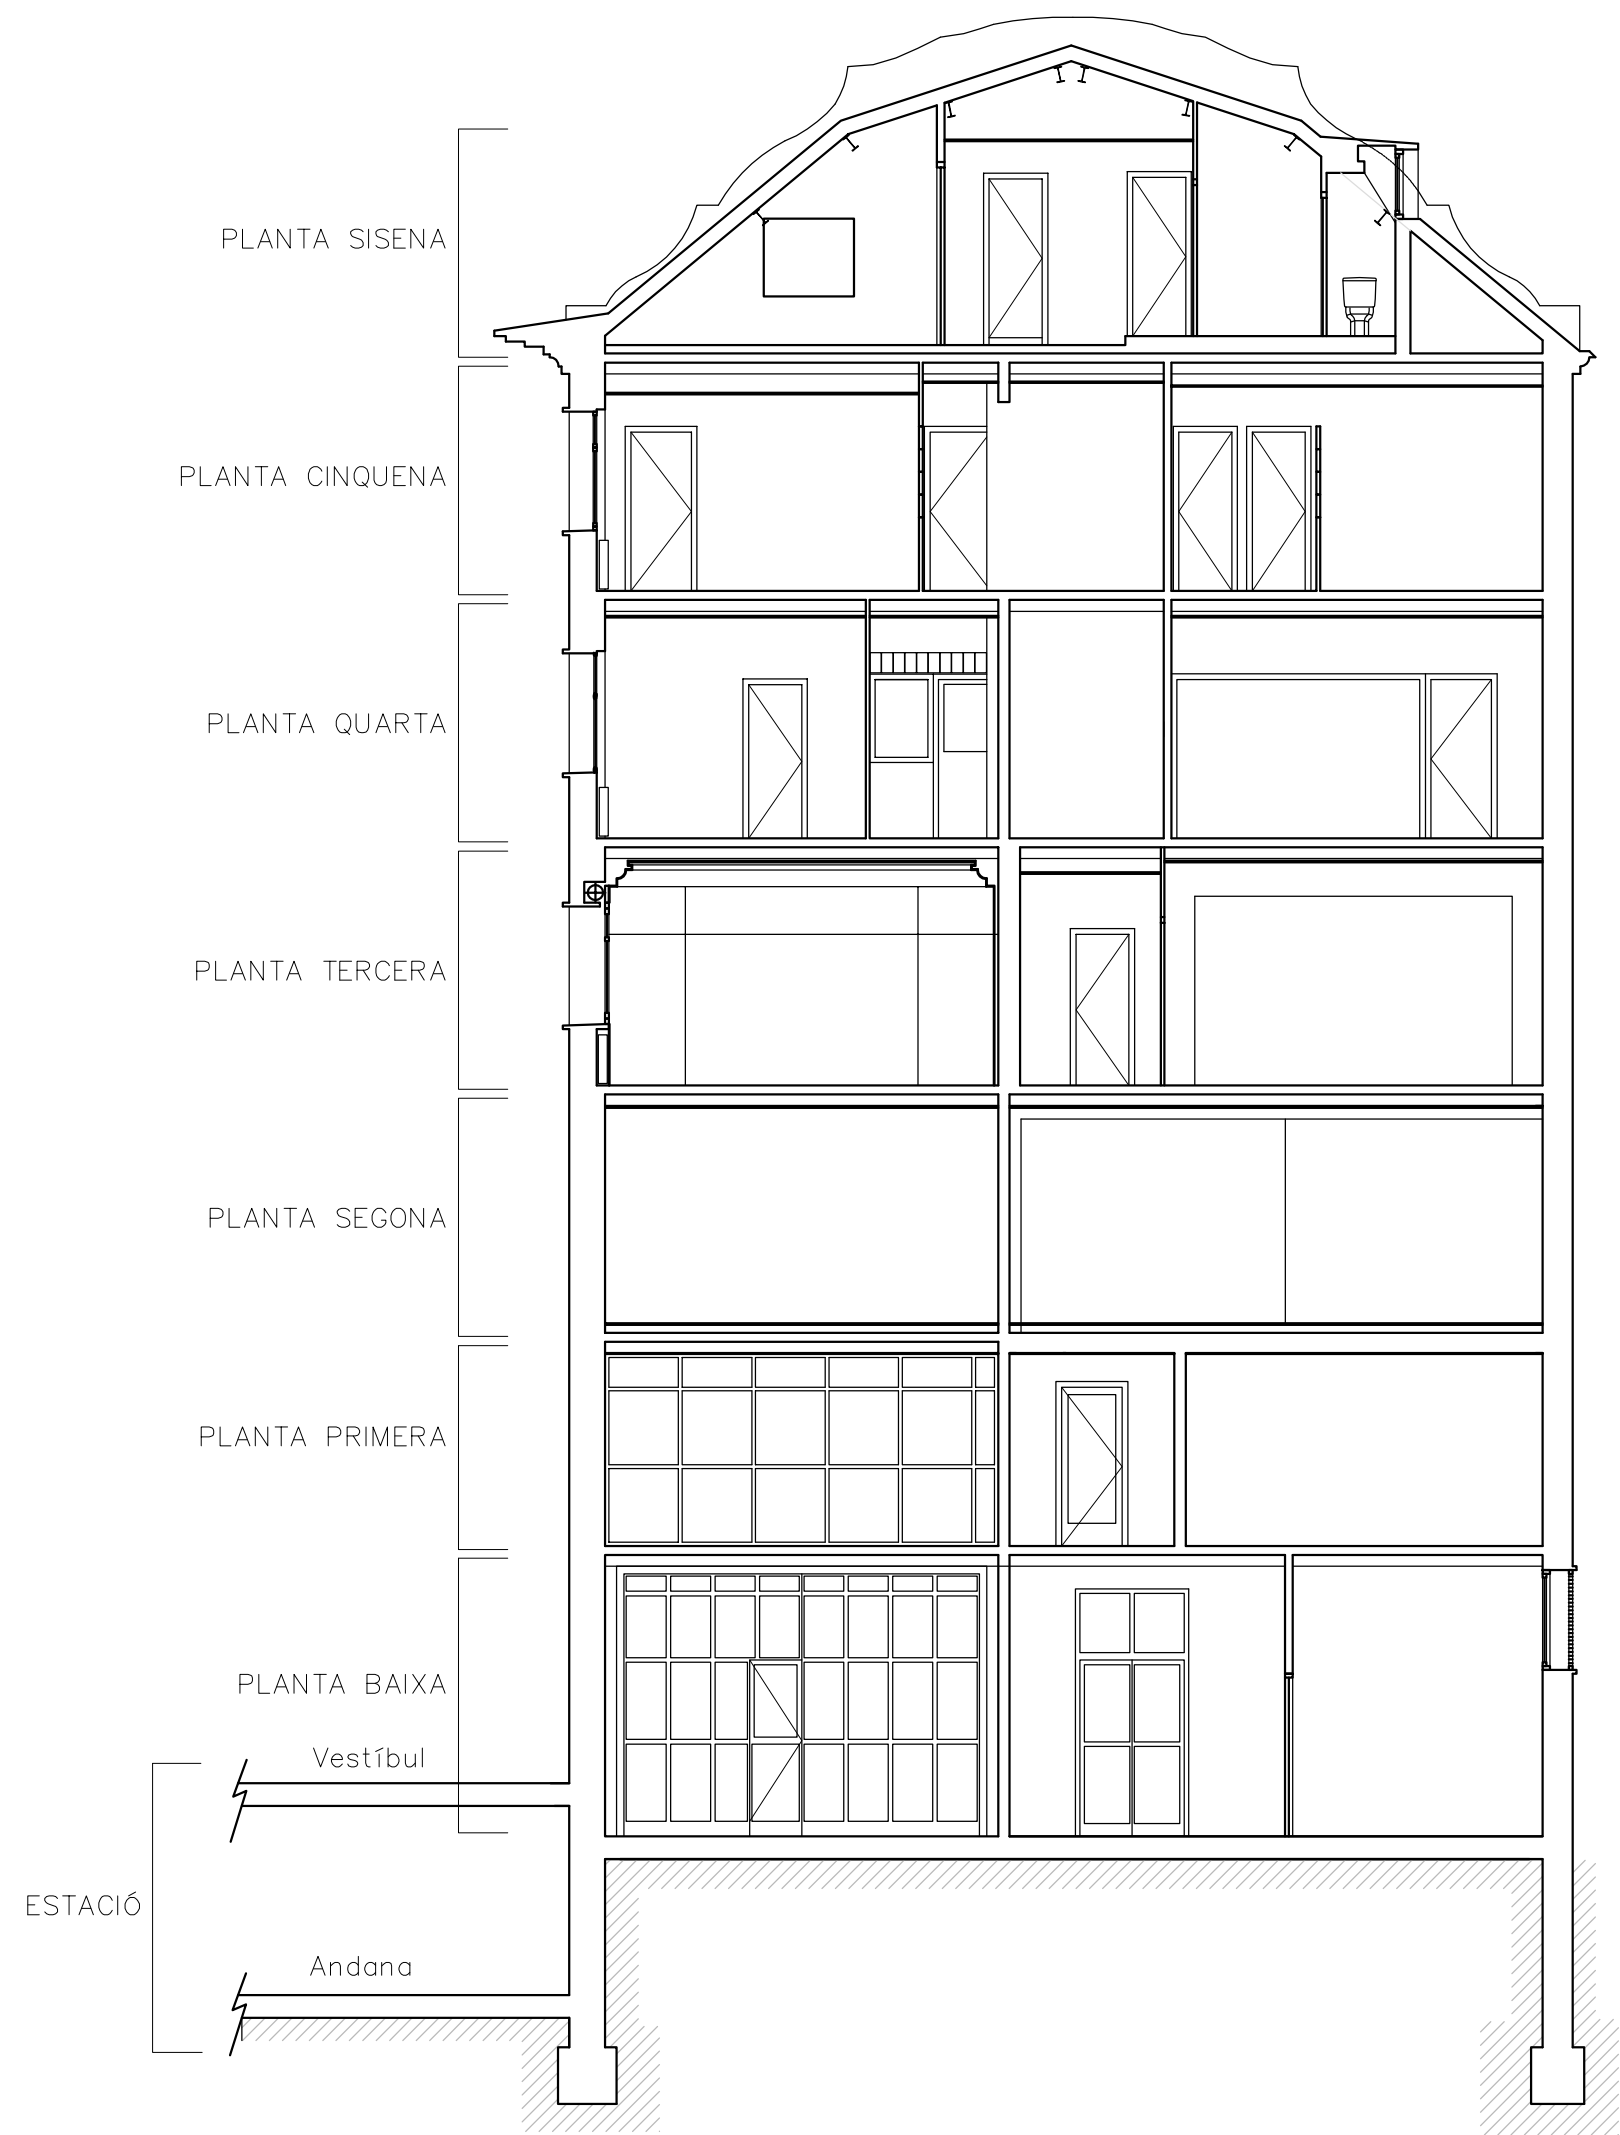 PLANTA SISENA
PLANTA CINQUENA
PLANTA QUARTA
PLANTA TERCERA
PLANTA SEGONA
PLANTA PRIMERA
PLANTA BAIXA
Vestíbul
ESTACIÓ
Andana